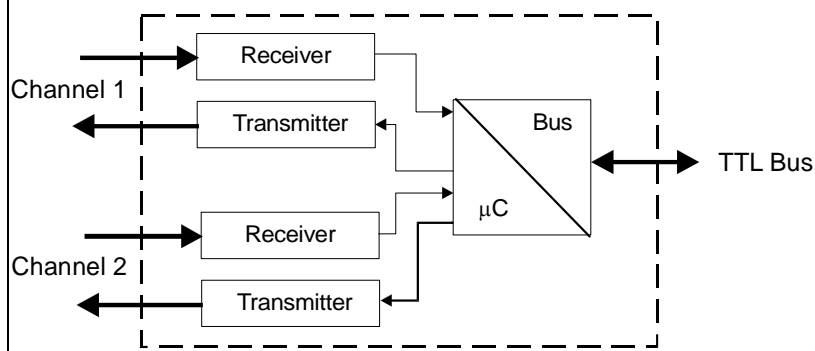 Receiver
Channel 1
Transmitter
Bus
TTL Bus
μC
Receiver
Channel 2
Transmitter